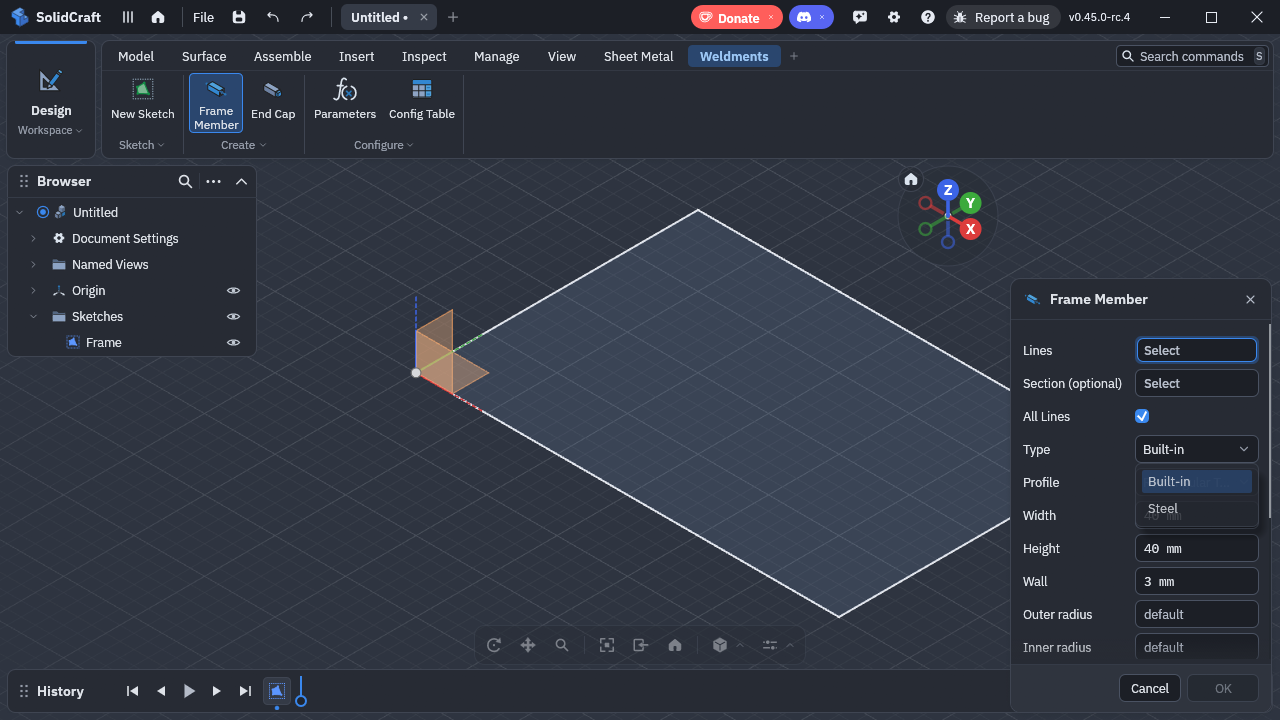 SolidCraft
File
Untitled •
Donate
Report a bug
v0.45.0-rc.4
Design
Workspace
Model
Surface
Assemble
Insert
Inspect
Manage
View
Sheet Metal
Weldments
Search commands
S
New Sketch
Frame
Member
End Cap
Parameters
Config Table
Sketch
Create
Configure
Browser
Untitled
Document Settings
Named Views
Origin
Sketches
Frame
Z
Y
X
Frame Member
Lines
Select
Section (optional)
Select
All Lines
Type
Built-in
Profile
Built-in
Steel
Width
40 mm
Height
40 mm
Wall
3 mm
Outer radius
default
Inner radius
default
Cancel
OK
History